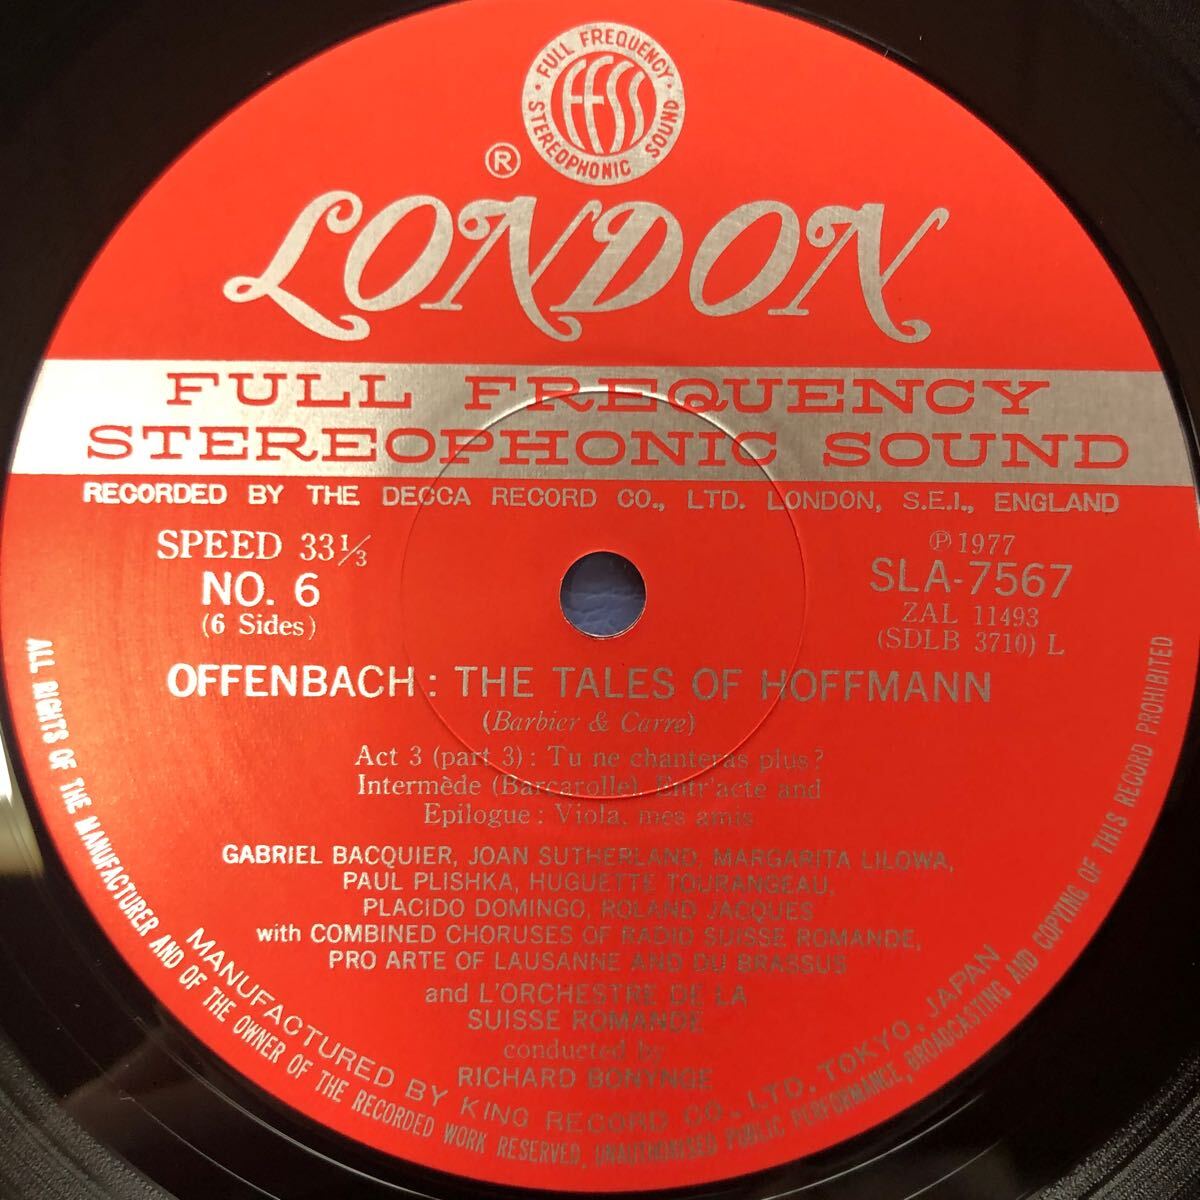 FULL FREQUENCY
STEREOPHONIC SOUND
FFSS
®
LONDON
FULL FREQUENCY
STEREOPHONIC SOUND
RECORDED BY THE DECCA RECORD CO., LTD. LONDON, S.E.I., ENGLAND
SPEED 33⅓
NO. 6
(6 Sides)
Ⓟ1977
SLA-7567
ZAL 11493
(SDLB 3710) L
OFFENBACH : THE TALES OF HOFFMANN
(Barbier & Carre)
Act 3 (part 3) : Tu ne chanteras plus?
Intermède (Barcarolle), Entr'acte and
Epilogue : Viola, mes amis
GABRIEL BACQUIER, JOAN SUTHERLAND, MARGARITA LILOWA,
PAUL PLISHKA, HUGUETTE TOURANGEAU,
PLACIDO DOMINGO, ROLAND JACQUES
with COMBINED CHORUSES OF RADIO SUISSE ROMANDE,
PRO ARTE OF LAUSANNE AND DU BRASSUS
and L'ORCHESTRE DE LA
SUISSE ROMANDE
conducted by
RICHARD BONYNGE
MANUFACTURED BY KING RECORD CO., LTD. TOKYO, JAPAN
ALL RIGHTS OF THE MANUFACTURER AND OF THE OWNER OF THE RECORDED WORK RESERVED, UNAUTHORISED PUBLIC PERFORMANCE, BROADCASTING AND COPYING OF THIS RECORD PROHIBITED